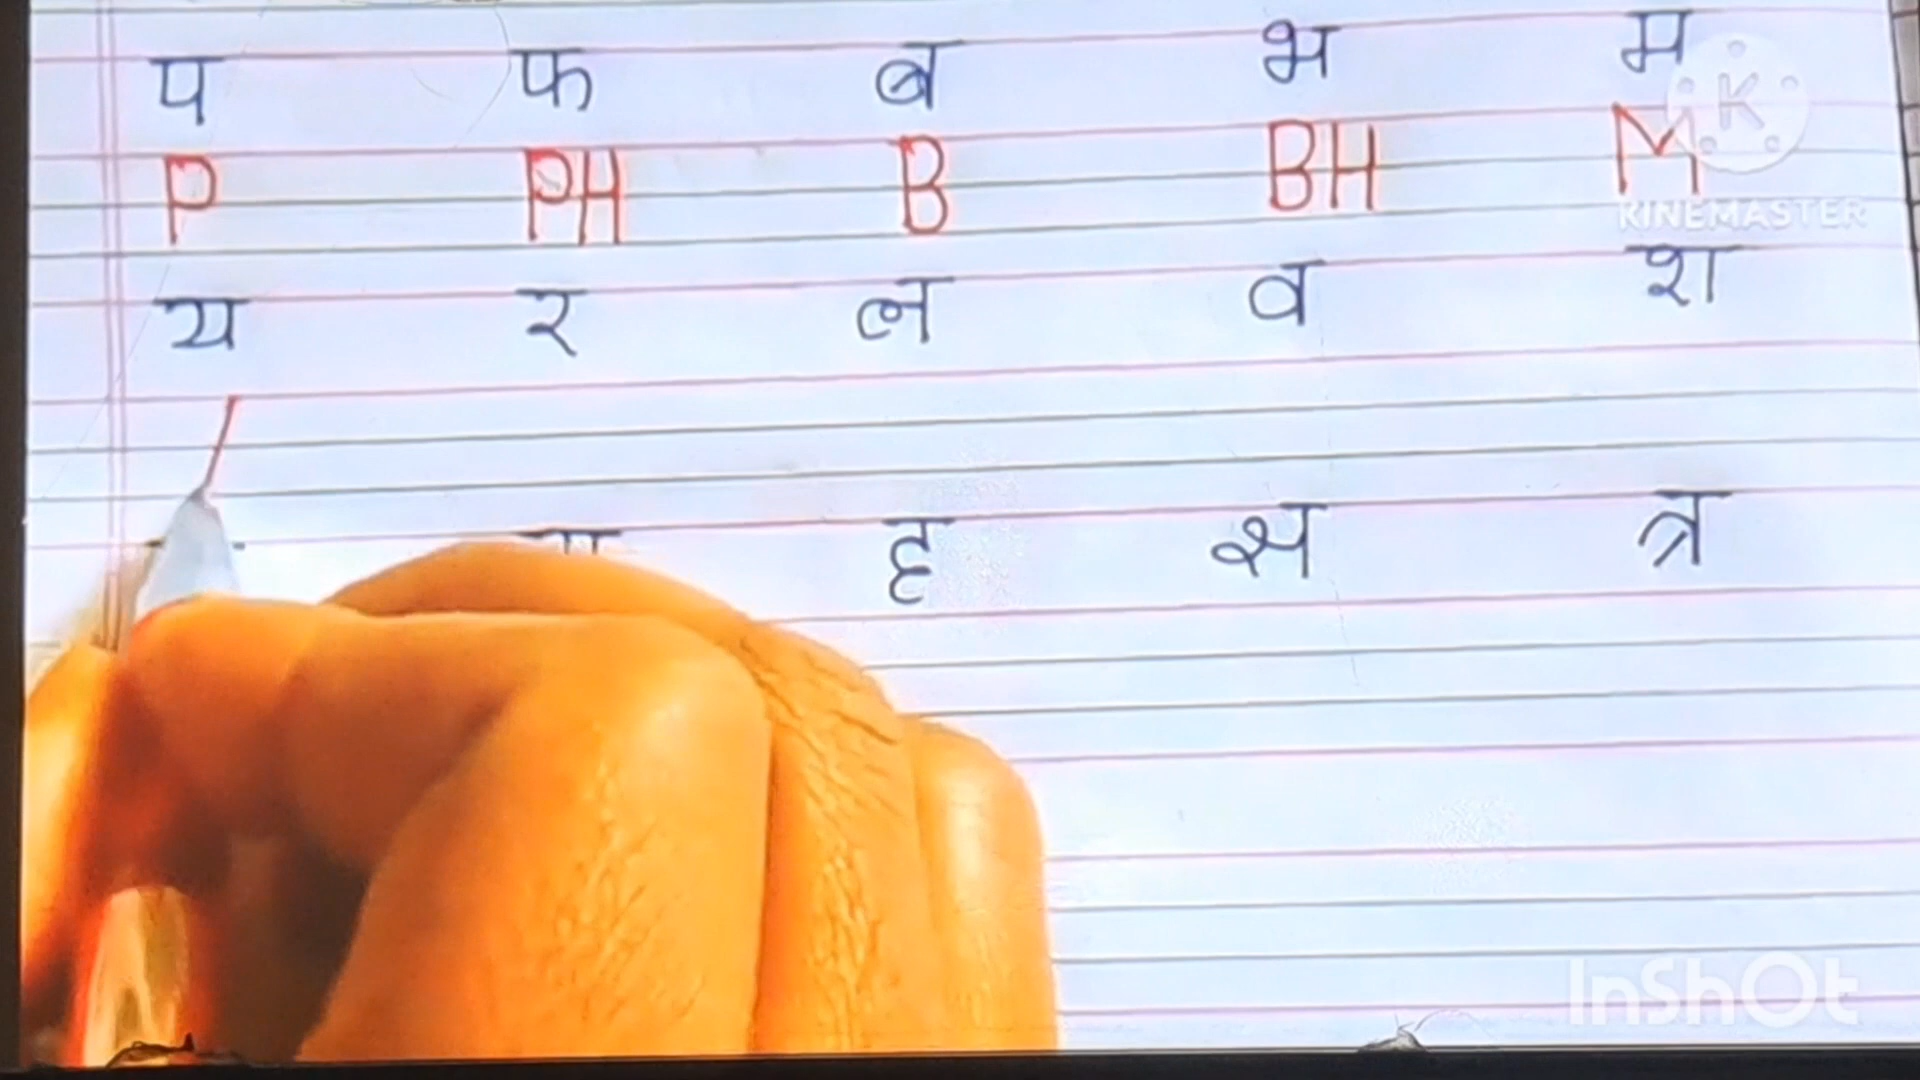 प फ ब भ म
P PH B BH M
KINEMASTER
य र ल व श
ह क्ष त्र
InShOt